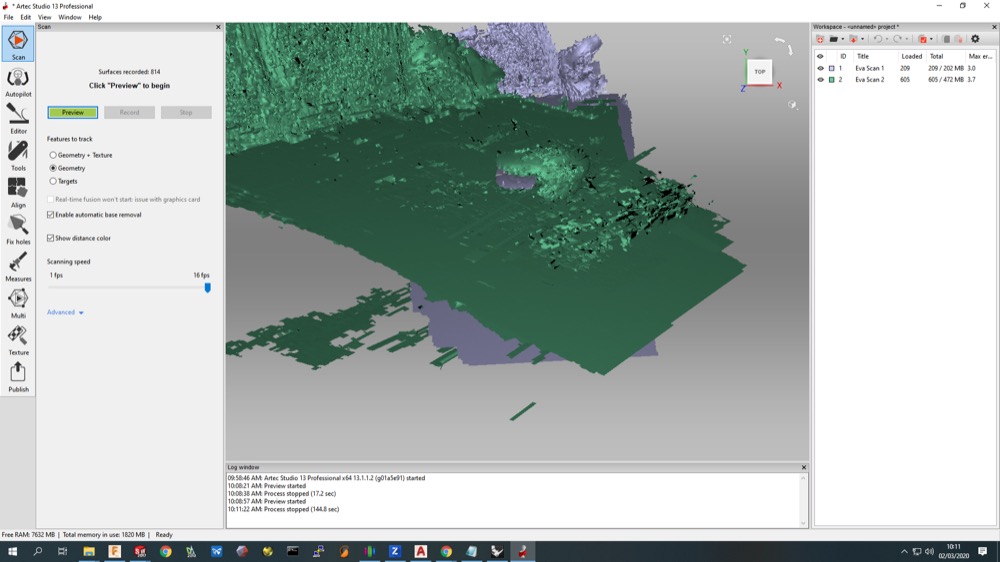 * Artec Studio 13 Professional
File Edit View Window Help
Scan
Scan
Autopilot
Editor
Tools
Align
Fix holes
Measures
Multi
Texture
Publish
Surfaces recorded: 814
Click "Preview" to begin
Preview Record Stop
Features to track
Geometry + Texture
Geometry
Targets
Real-time fusion won't start: issue with graphics card
Enable automatic base removal
Show distance color
Scanning speed
1 fps 16 fps
Advanced
Y
TOP
Z X
Workspace - <unnamed> project *
ID Title Loaded Total Max er...
1 Eva Scan 1 209 209 / 202 MB 3.0
2 Eva Scan 2 605 605 / 472 MB 3.7
Log window
09:58:46 AM: Artec Studio 13 Professional x64 13.1.1.2 (g01a5e91) started
10:08:21 AM: Preview started
10:08:38 AM: Process stopped (17.2 sec)
10:08:57 AM: Preview started
10:11:22 AM: Process stopped (144.8 sec)
Free RAM: 7632 MB | Total memory in use: 1820 MB | Ready
10:11
02/03/2020